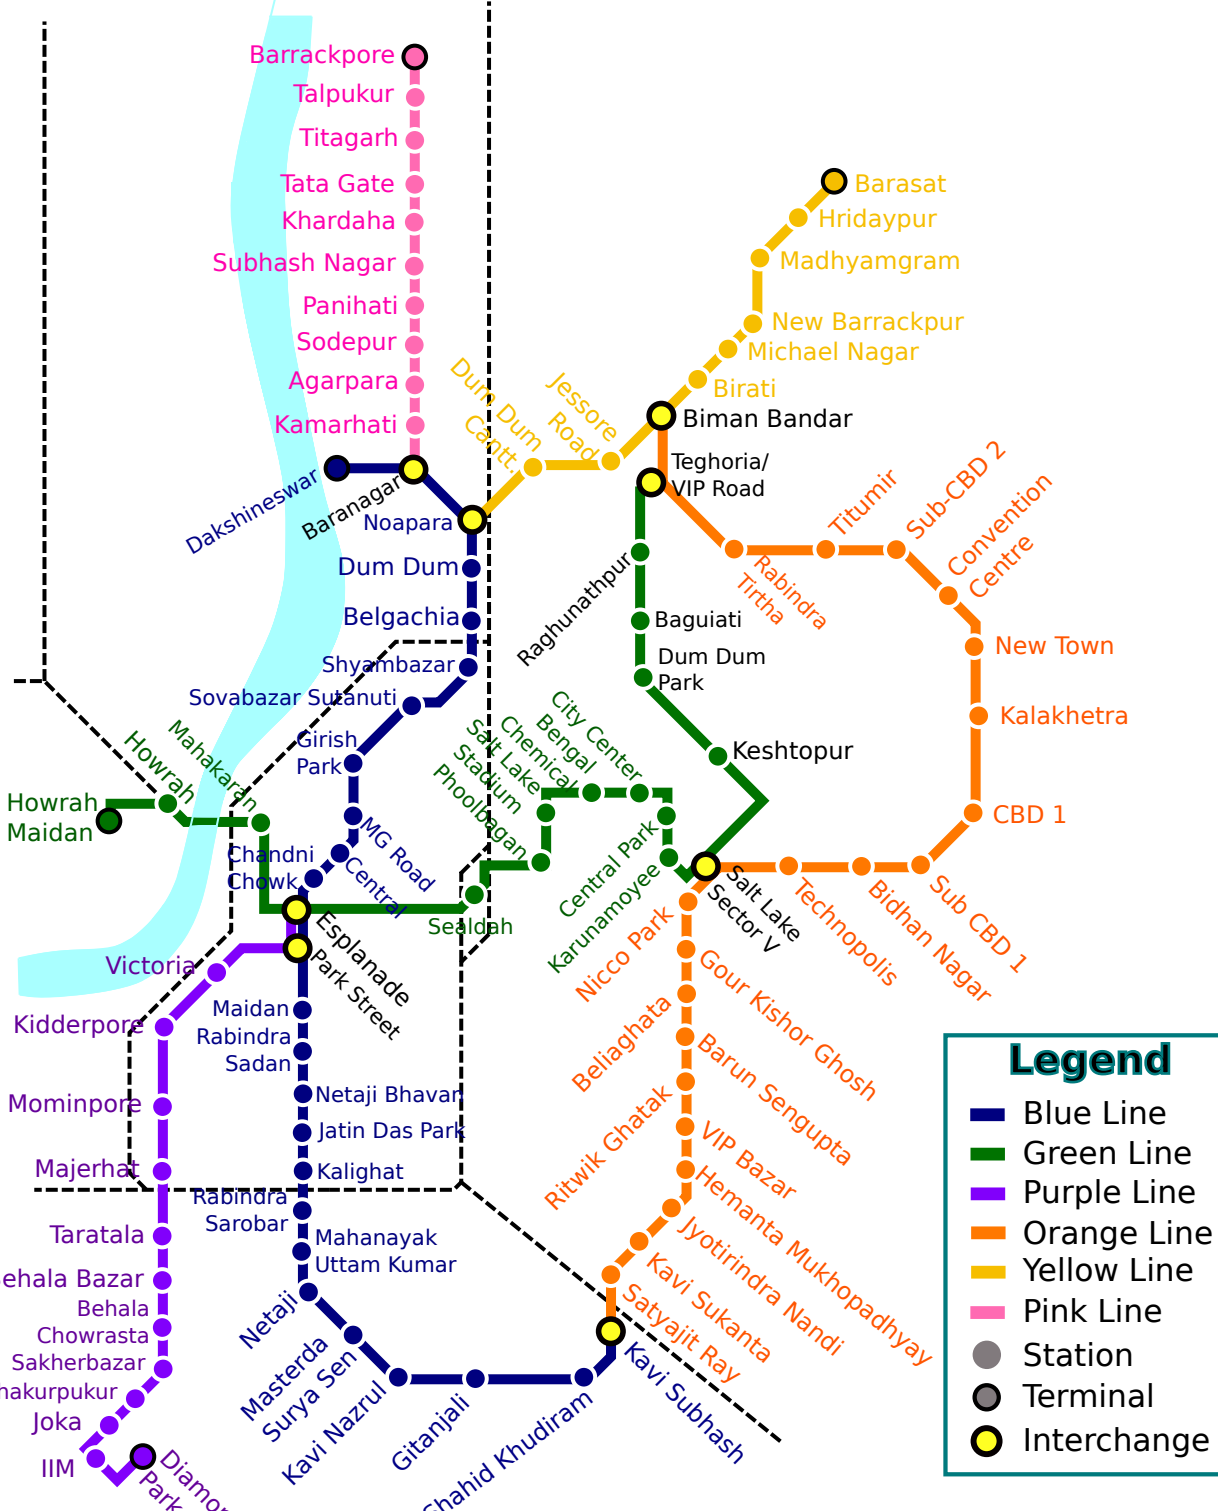 Barrackpore
Talpukur
Titagarh
Tata Gate
Khardaha
Subhash Nagar
Panihati
Sodepur
Agarpara
Kamarhati
Barasat
Hridaypur
Madhyamgram
New Barrackpur
Michael Nagar
Birati
Biman Bandar
Jessore
Road
Dum Dum
Cantt.
Dakshineswar
Baranagar
Noapara
Dum Dum
Belgachia
Shyambazar
Sovabazar Sutanuti
Girish
Park
MG Road
Central
Chandni
Chowk
Esplanade
Park Street
Teghoria/
VIP Road
Raghunathpur
Baguiati
Dum Dum
Park
Keshtopur
Titumir
Sub-CBD 2
Convention
Centre
Rabindra
Tirtha
New Town
Kalakhetra
CBD 1
Sub CBD 1
Bidhan Nagar
Technopolis
Salt Lake
Sector V
Howrah
Maidan
Howrah
Mahakaran
Sealdah
Phoolbagan
Salt Lake
Stadium
Bengal
Chemical
City Center
Central Park
Karunamoyee
Nicco Park
Gour Kishor Ghosh
Beliaghata
Barun Sengupta
Ritwik Ghatak
VIP Bazar
Hemanta Mukhopadhyay
Jyotirindra Nandi
Kavi Sukanta
Satyajit Ray
Kavi Subhash
Victoria
Kidderpore
Mominpore
Majerhat
Taratala
ehala Bazar
Behala
Chowrasta
Sakherbazar
hakurpukur
Joka
IIM
Diamo
Park
Maidan
Rabindra
Sadan
Netaji Bhavan
Jatin Das Park
Kalighat
Rabindra
Sarobar
Mahanayak
Uttam Kumar
Netaji
Masterda
Surya Sen
Kavi Nazrul
Gitanjali
Shahid Khudiram
Legend
Blue Line
Green Line
Purple Line
Orange Line
Yellow Line
Pink Line
Station
Terminal
Interchange